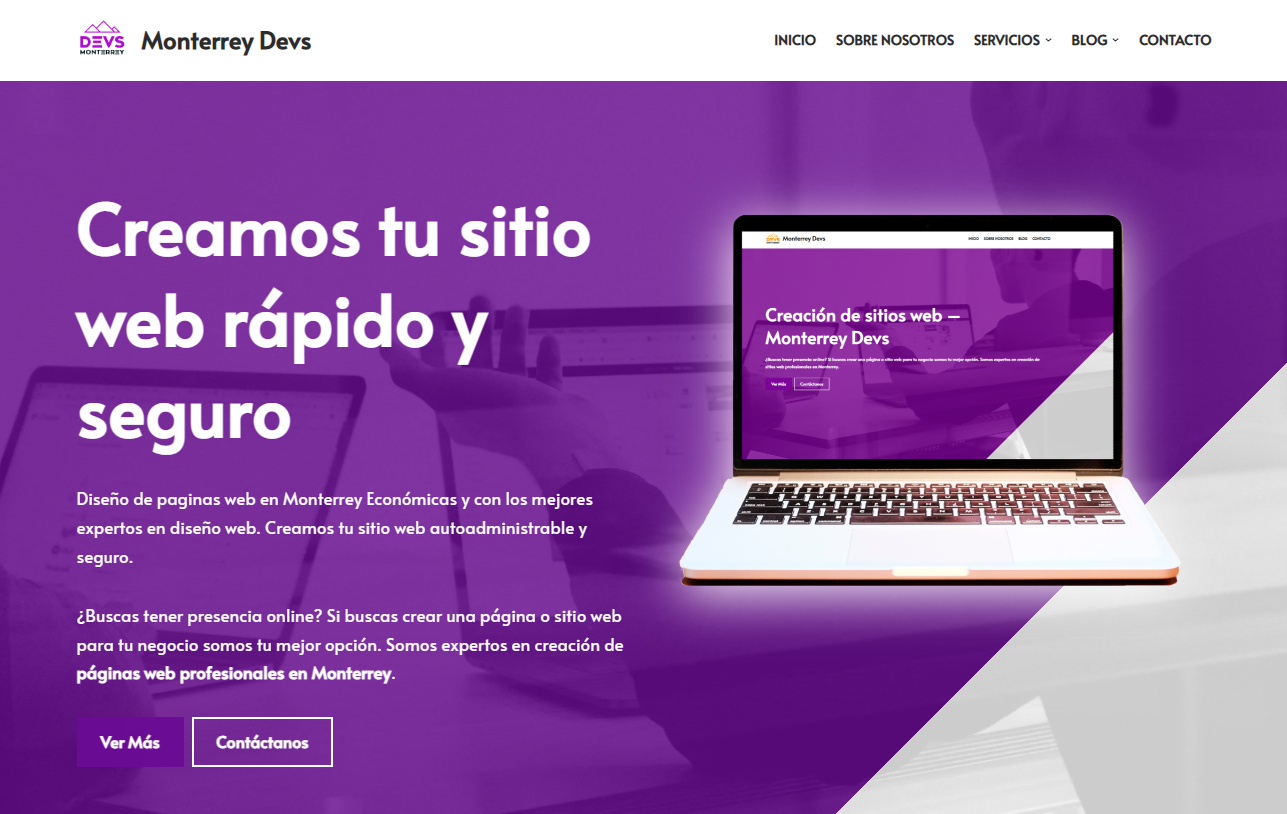 DEVS
MONTERREY
Monterrey Devs
INICIO
SOBRE NOSOTROS
SERVICIOS
BLOG
CONTACTO
Creamos tu sitio
web rápido y
seguro
Diseño de paginas web en Monterrey Económicas y con los mejores
expertos en diseño web. Creamos tu sitio web autoadministrable y
seguro.
¿Buscas tener presencia online? Si buscas crear una página o sitio web
para tu negocio somos tu mejor opción. Somos expertos en creación de
páginas web profesionales en Monterrey.
Ver Más
Contáctanos
Monterrey Devs
INICIO
SOBRE NOSOTROS
BLOG
CONTACTO
Creación de sitios web –
Monterrey Devs
¿Buscas tener presencia online? Si buscas crear una página o sitio web para tu negocio somos tu mejor opción. Somos expertos en creación de
sitios web profesionales en Monterrey.
Ver Más
Contáctanos